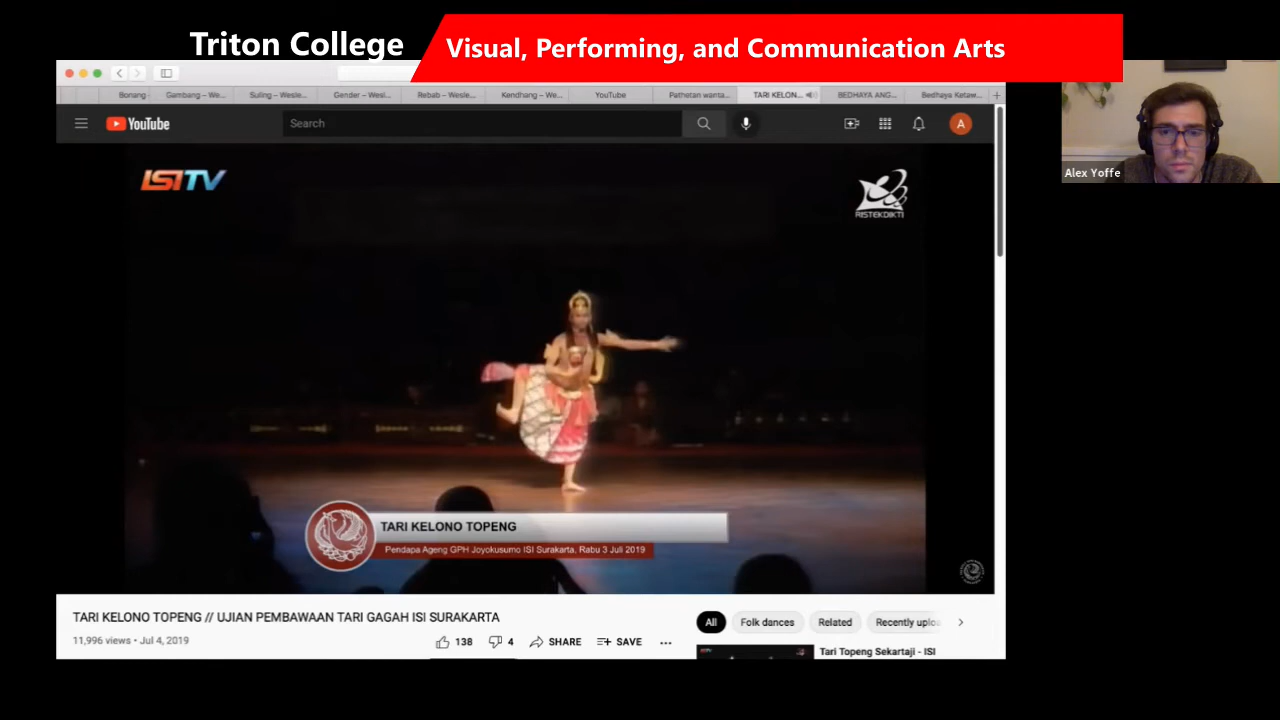 Triton College
Visual, Performing, and Communication Arts
Bonang
Gambang – We...
Suling – Wesle...
Gender – Wesl...
Rebab – Wesle...
Kendhang – We...
YouTube
Pathetan wanta...
TARI KELON...
BEDHAYA ANG...
Bedhaya Ketaw...
YouTube
Search
A
Alex Yoffe
ISITV
RISTEKDIKTI
TARI KELONO TOPENG
Pendapa Ageng GPH Joyokusumo ISI Surakarta, Rabu 3 Juli 2019
TARI KELONO TOPENG // UJIAN PEMBAWAAN TARI GAGAH ISI SURAKARTA
11,996 views • Jul 4, 2019
138
4
SHARE
SAVE
All
Folk dances
Related
Recently uplo
Tari Topeng Sekartaji - ISI